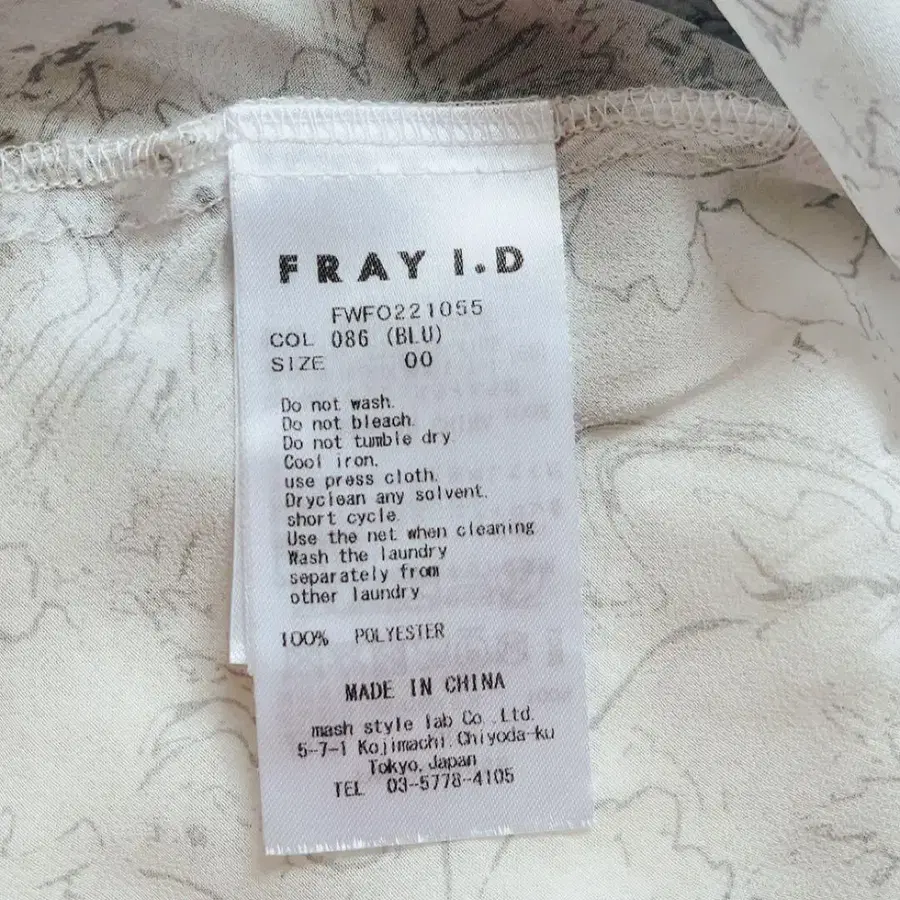 FRAY I.D
FWFO221055
COL 086 (BLU)
SIZE 00
Do not wash.
Do not bleach.
Do not tumble dry
Cool iron.
use press cloth.
Dryclean any solvent.
short cycle.
Use the net when cleaning
Wash the laundry
separately from
other laundry
100% POLYESTER
MADE IN CHINA
mash style lab Co.,Ltd.
5-7-1 Kojimachi.Chiyoda-ku
Tokyo,Japan
TEL 03-5778-4105